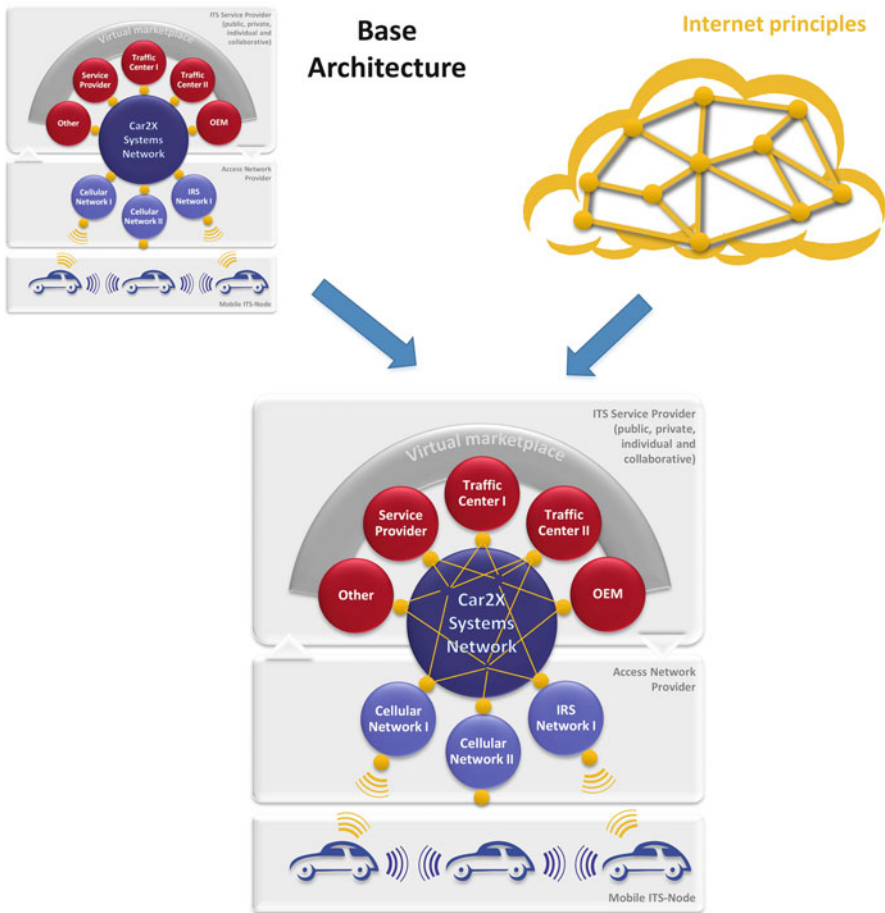 ITS Service Provider
(public, private,
individual and
collaborative)
Virtual marketplace
Traffic
Center I
Service
Provider
Traffic
Center II
Other
OEM
Car2X
Systems
Network
Access Network
Provider
Cellular
Network I
IRS
Network I
Cellular
Network II
Mobile ITS-Node
Base
Architecture
Internet principles
ITS Service Provider
(public, private,
individual and
collaborative)
Virtual marketplace
Traffic
Center I
Service
Provider
Traffic
Center II
Other
OEM
Car2X
Systems
Network
Access Network
Provider
Cellular
Network I
IRS
Network I
Cellular
Network II
Mobile ITS-Node